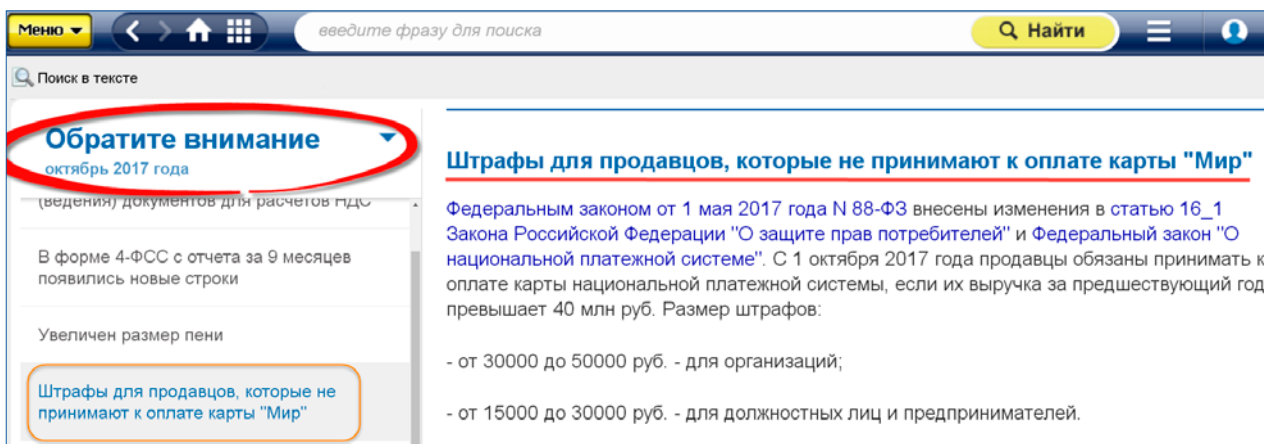 Меню
введите фразу для поиска
Найти
Поиск в тексте
Обратите внимание
октябрь 2017 года
(ведения) документов для расчетов НДС
В форме 4-ФСС с отчета за 9 месяцев
появились новые строки
Увеличен размер пени
Штрафы для продавцов, которые не
принимают к оплате карты "Мир"
Штрафы для продавцов, которые не принимают к оплате карты "Мир"
Федеральным законом от 1 мая 2017 года N 88-ФЗ внесены изменения в статью 16_1
Закона Российской Федерации "О защите прав потребителей" и Федеральный закон "О
национальной платежной системе". С 1 октября 2017 года продавцы обязаны принимать к
оплате карты национальной платежной системы, если их выручка за предшествующий год
превышает 40 млн руб. Размер штрафов:
- от 30000 до 50000 руб. - для организаций;
- от 15000 до 30000 руб. - для должностных лиц и предпринимателей.